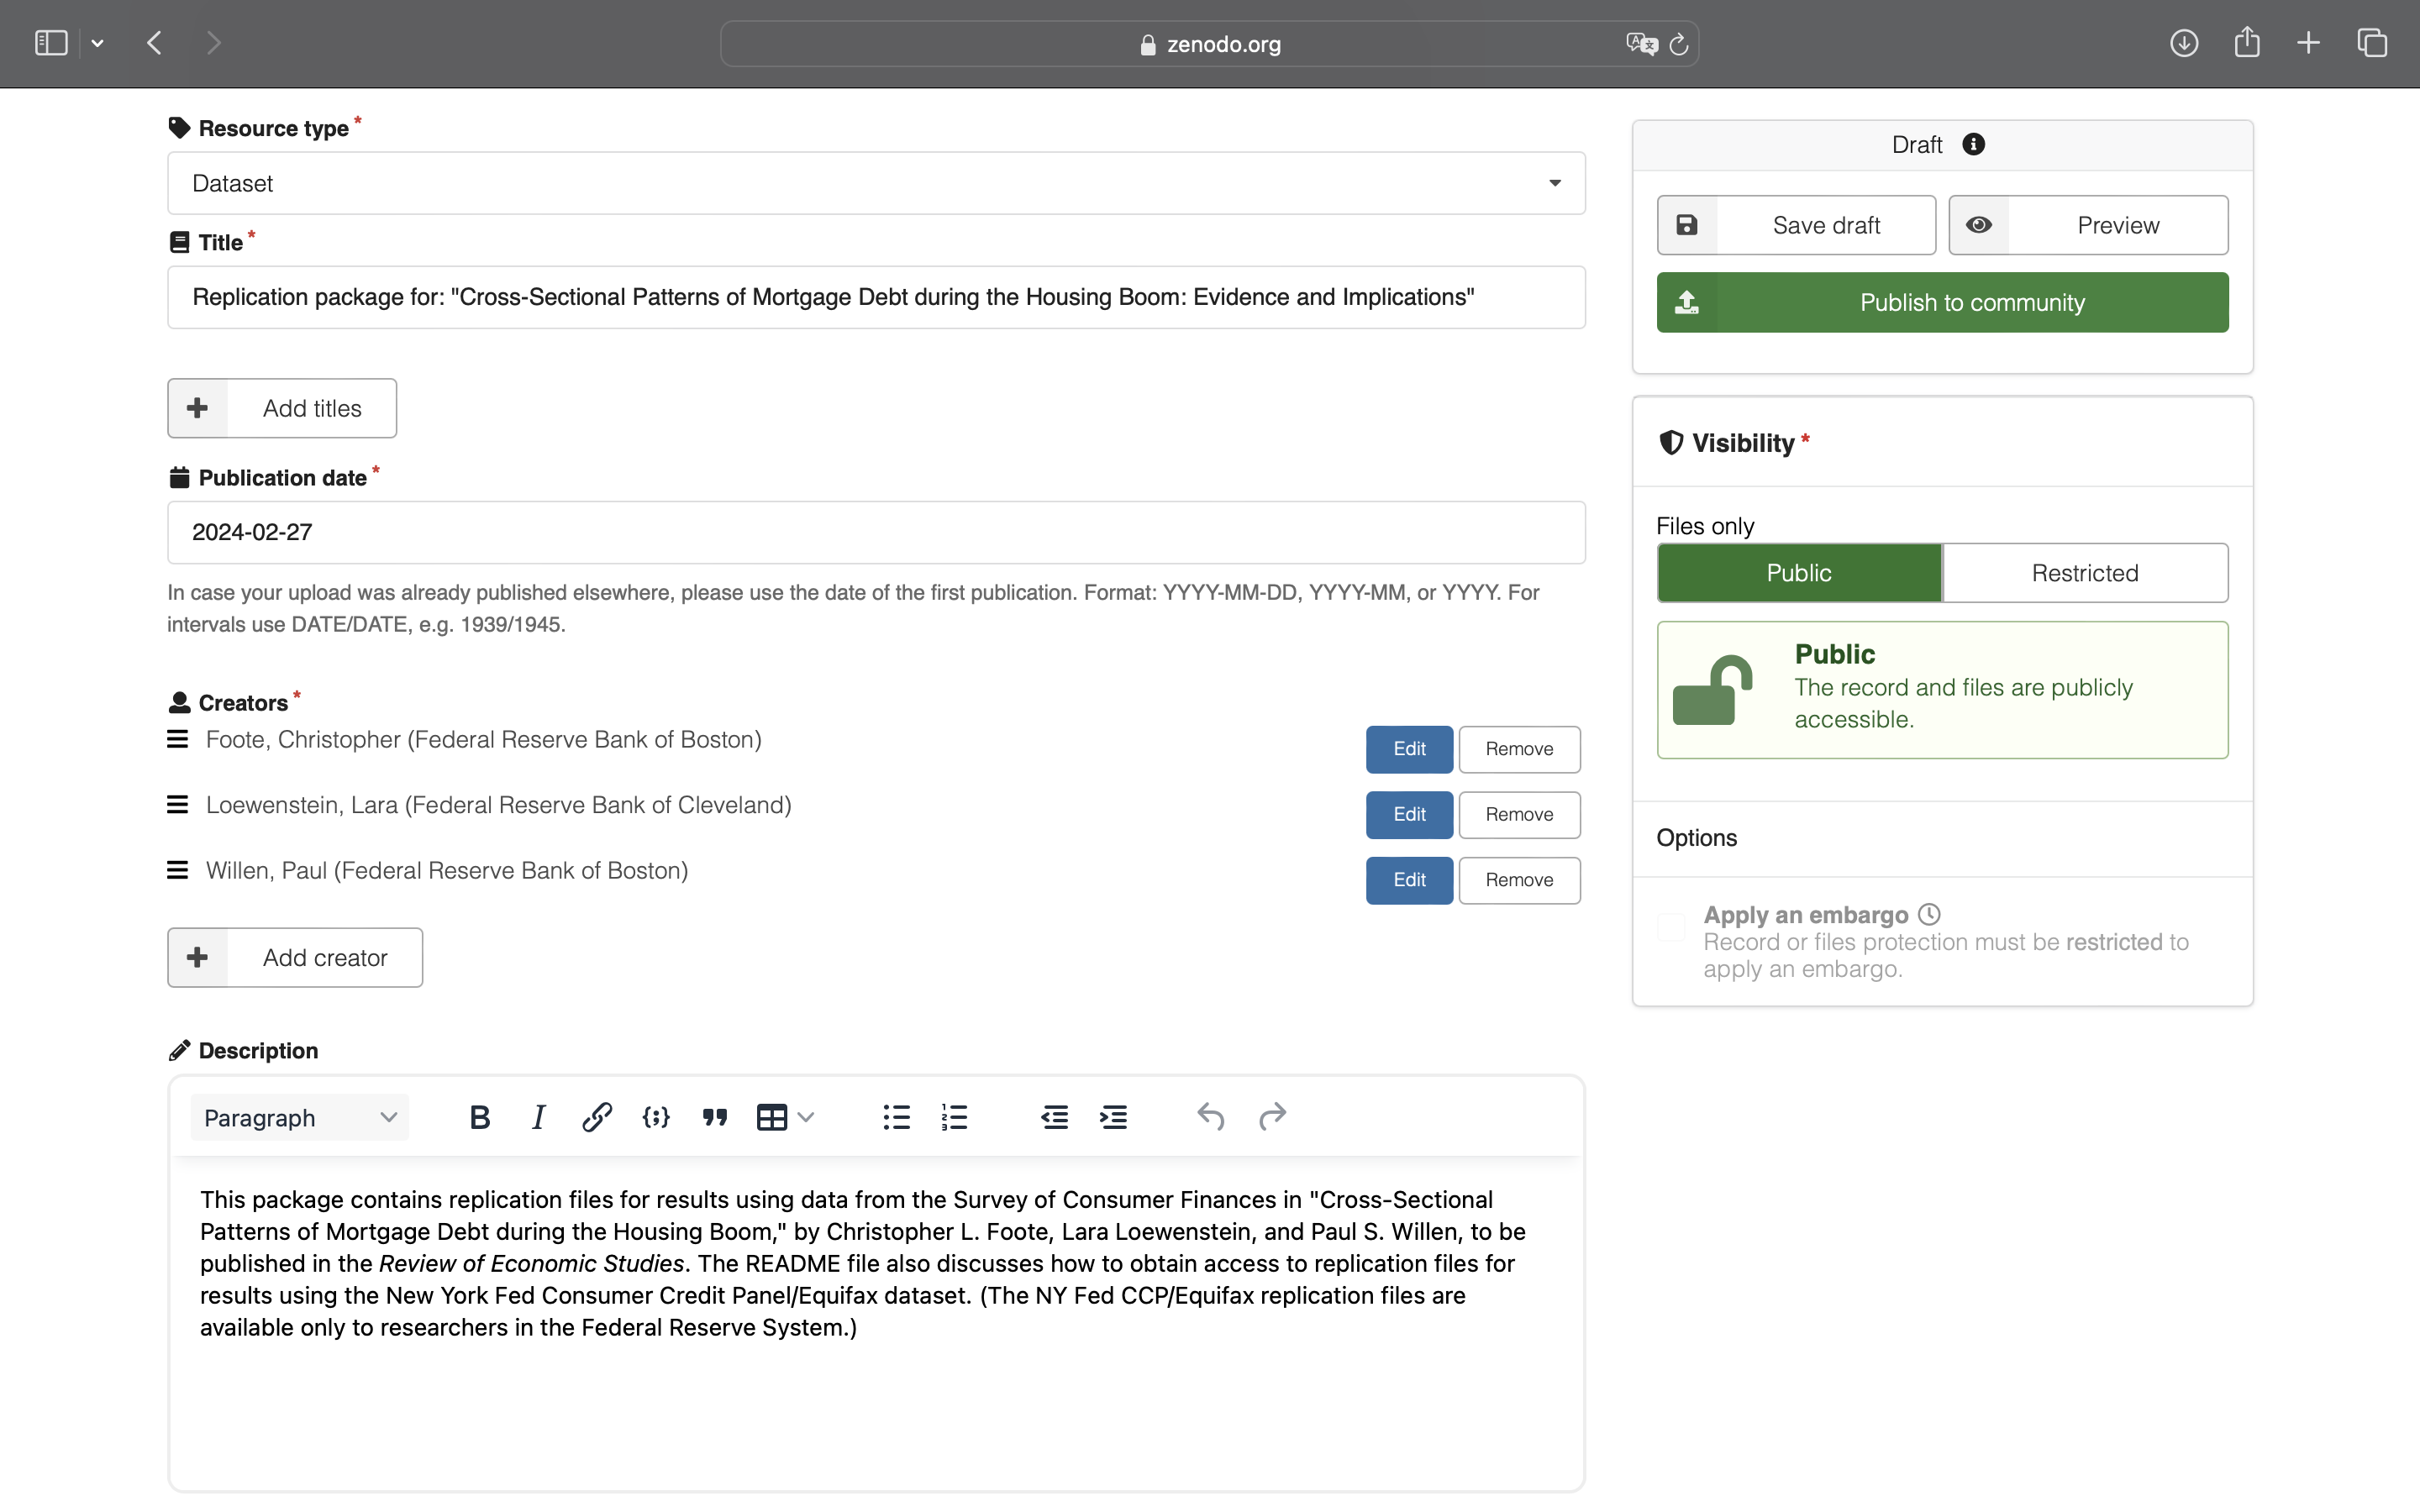 zenodo.org
Resource type *
Dataset
Title *
Replication package for: "Cross-Sectional Patterns of Mortgage Debt during the Housing Boom: Evidence and Implications"
Add titles
Publication date *
2024-02-27
In case your upload was already published elsewhere, please use the date of the first publication. Format: YYYY-MM-DD, YYYY-MM, or YYYY. For
intervals use DATE/DATE, e.g. 1939/1945.
Creators *
Foote, Christopher (Federal Reserve Bank of Boston)
Edit Remove
Loewenstein, Lara (Federal Reserve Bank of Cleveland)
Edit Remove
Willen, Paul (Federal Reserve Bank of Boston)
Edit Remove
Add creator
Description
Paragraph
This package contains replication files for results using data from the Survey of Consumer Finances in "Cross-Sectional
Patterns of Mortgage Debt during the Housing Boom," by Christopher L. Foote, Lara Loewenstein, and Paul S. Willen, to be
published in the Review of Economic Studies. The README file also discusses how to obtain access to replication files for
results using the New York Fed Consumer Credit Panel/Equifax dataset. (The NY Fed CCP/Equifax replication files are
available only to researchers in the Federal Reserve System.)
Draft
Save draft Preview
Publish to community
Visibility *
Files only
Public Restricted
Public
The record and files are publicly
accessible.
Options
Apply an embargo
Record or files protection must be restricted to
apply an embargo.